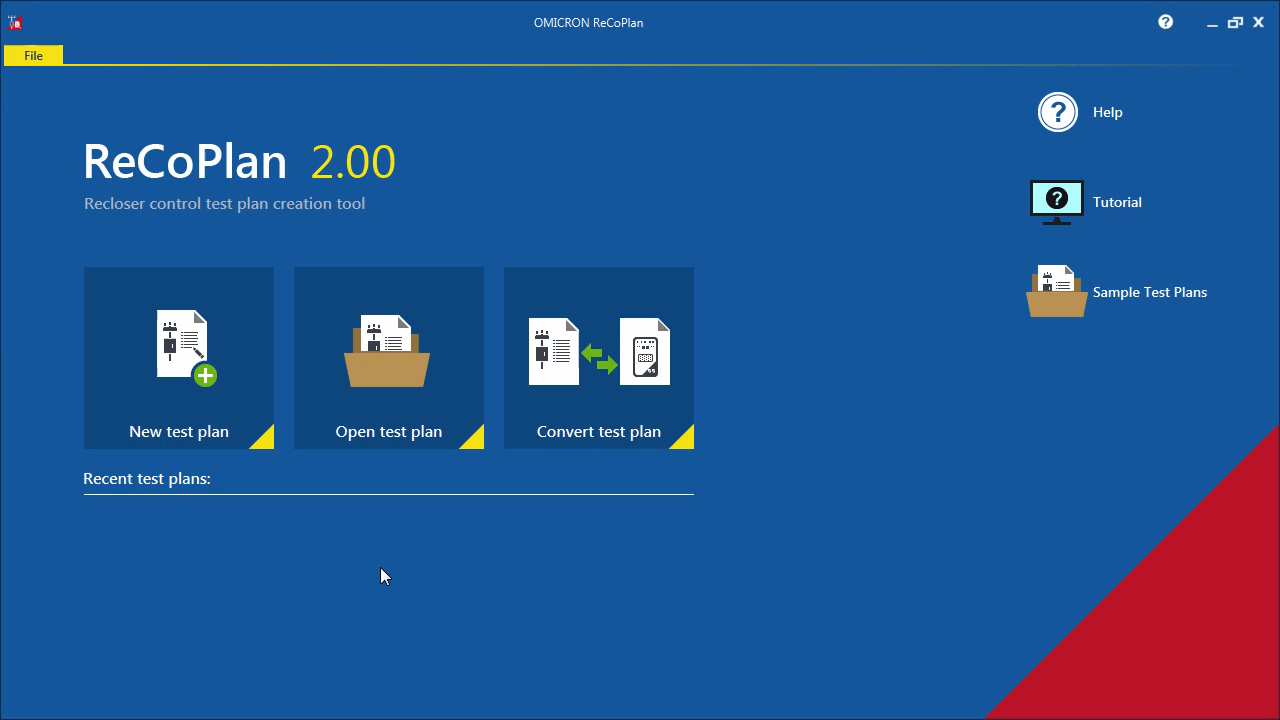 OMICRON ReCoPlan
File
Help
ReCoPlan 2.00
Recloser control test plan creation tool
Tutorial
Sample Test Plans
New test plan
Open test plan
Convert test plan
Recent test plans: